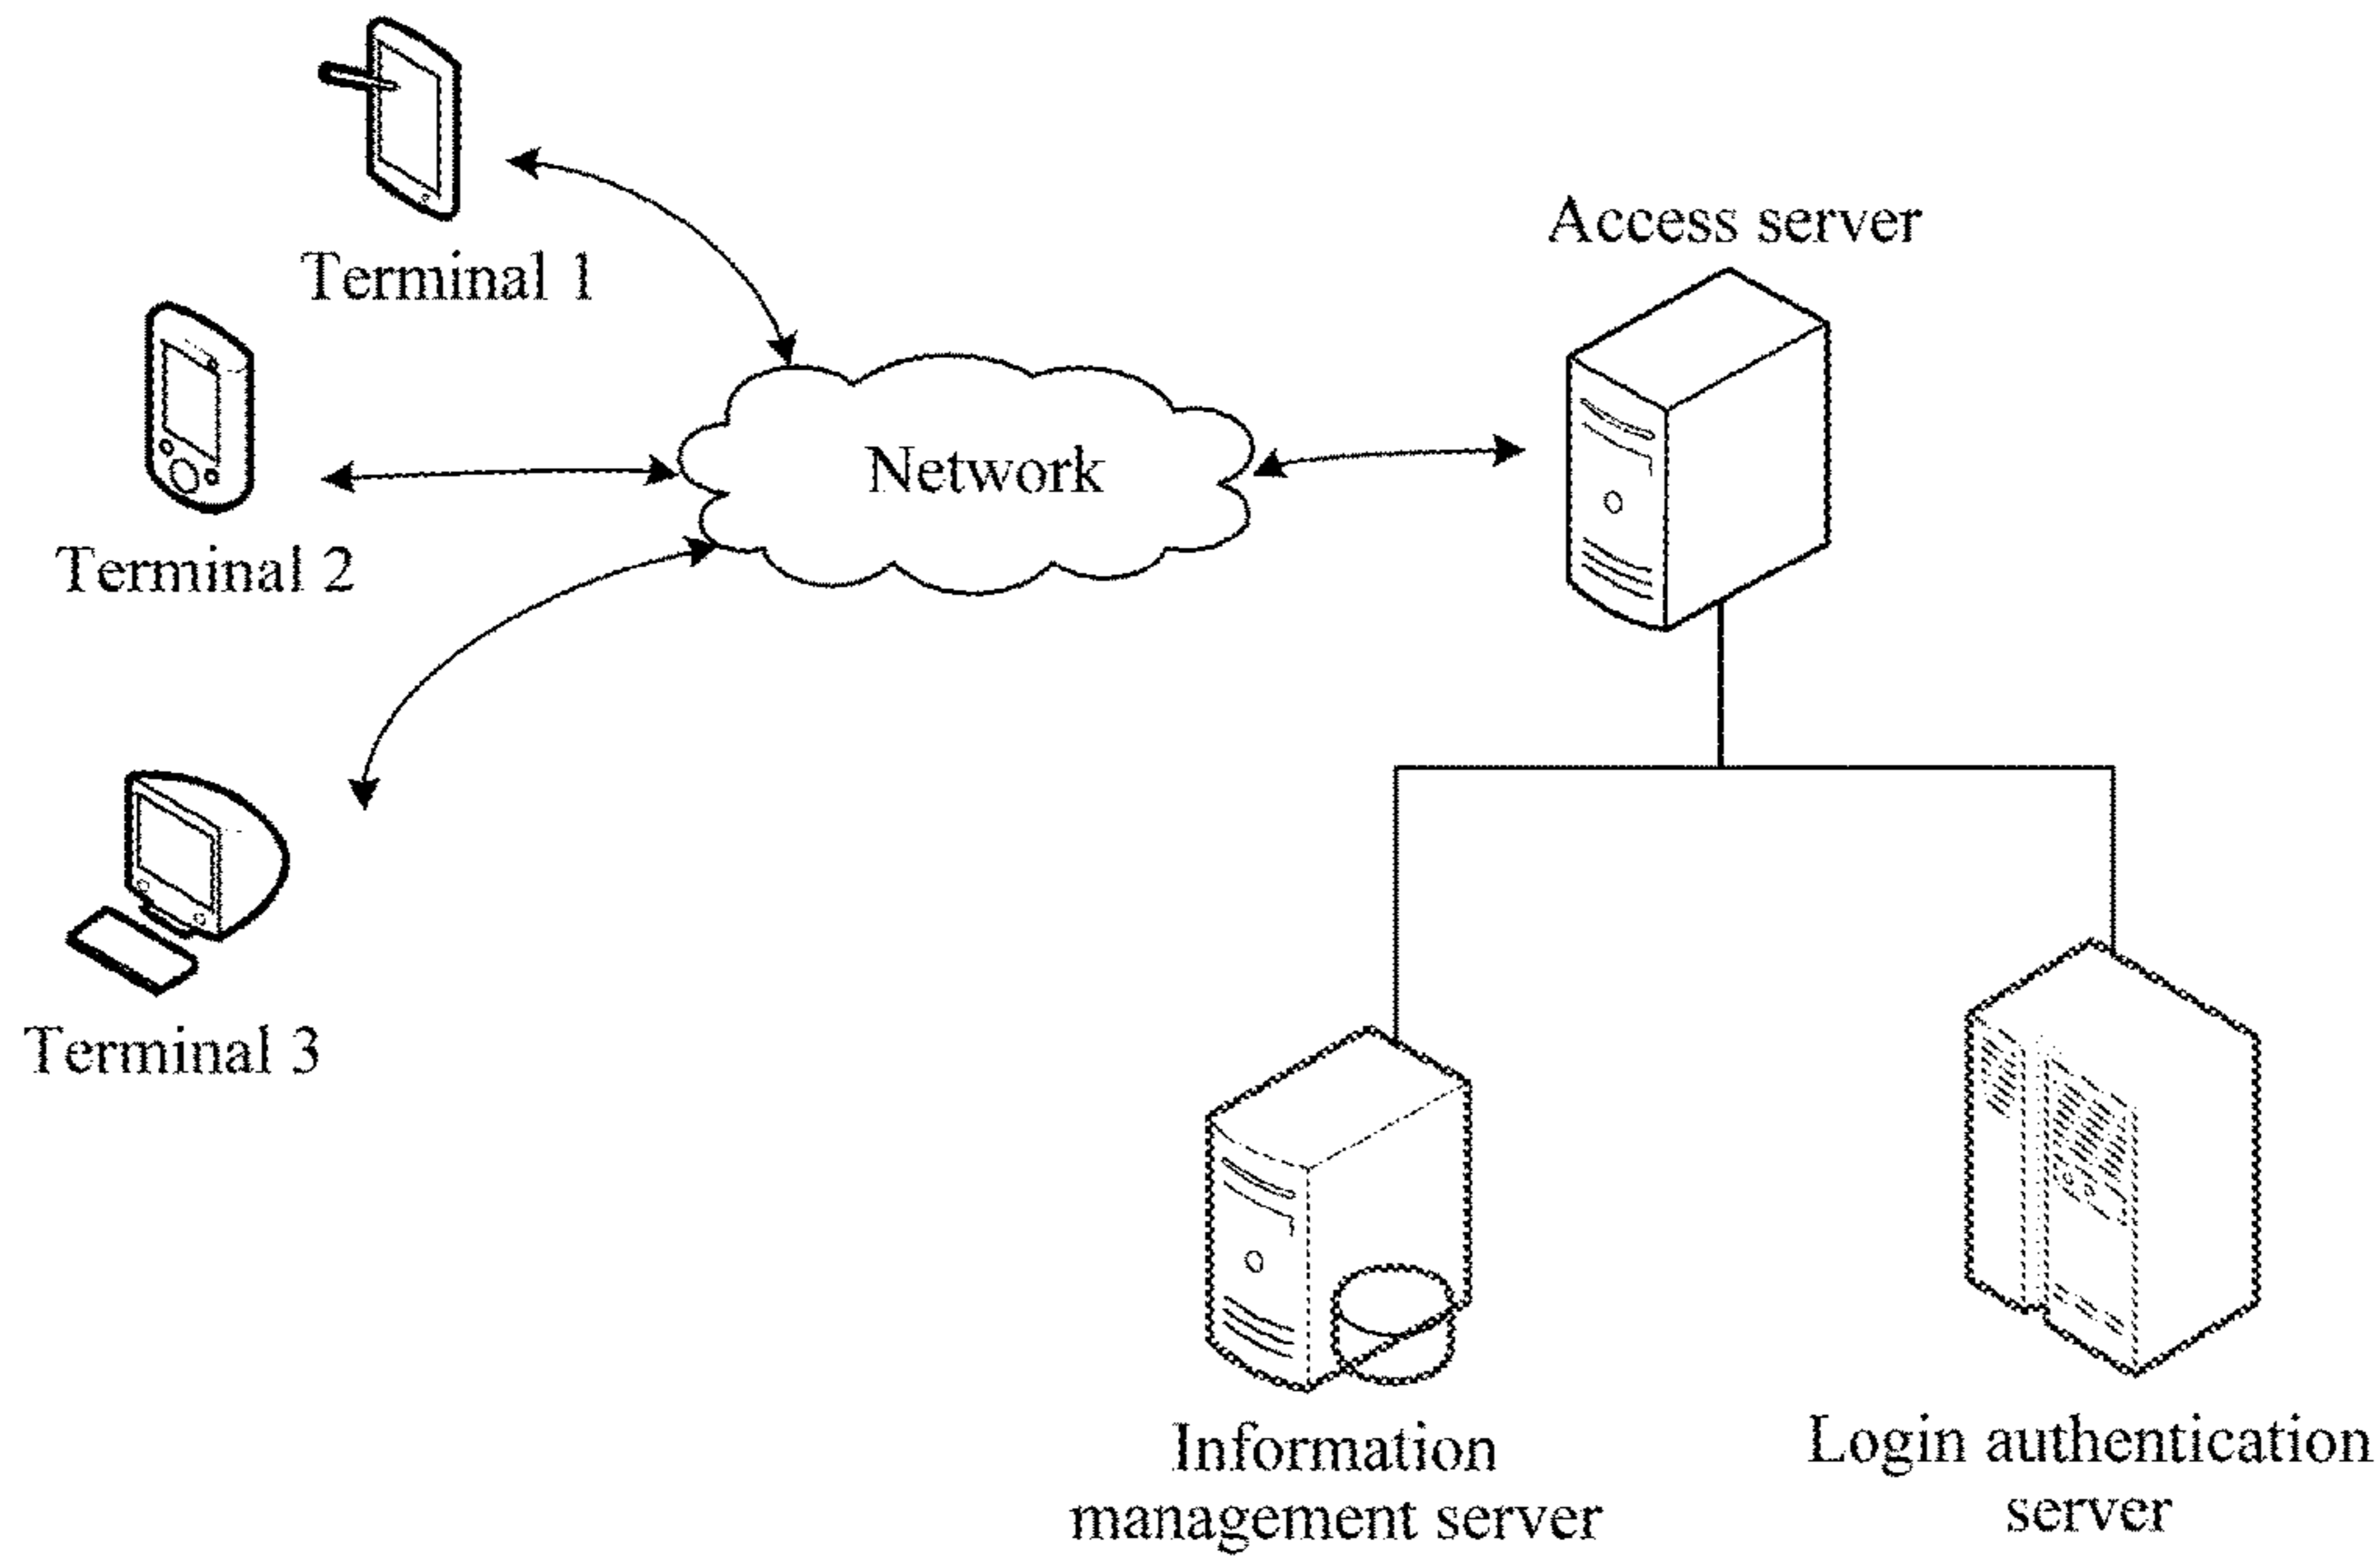 Terminal 1
Access server
Network
Terminal 2
Terminal 3
Information
management server
Login authentication
server